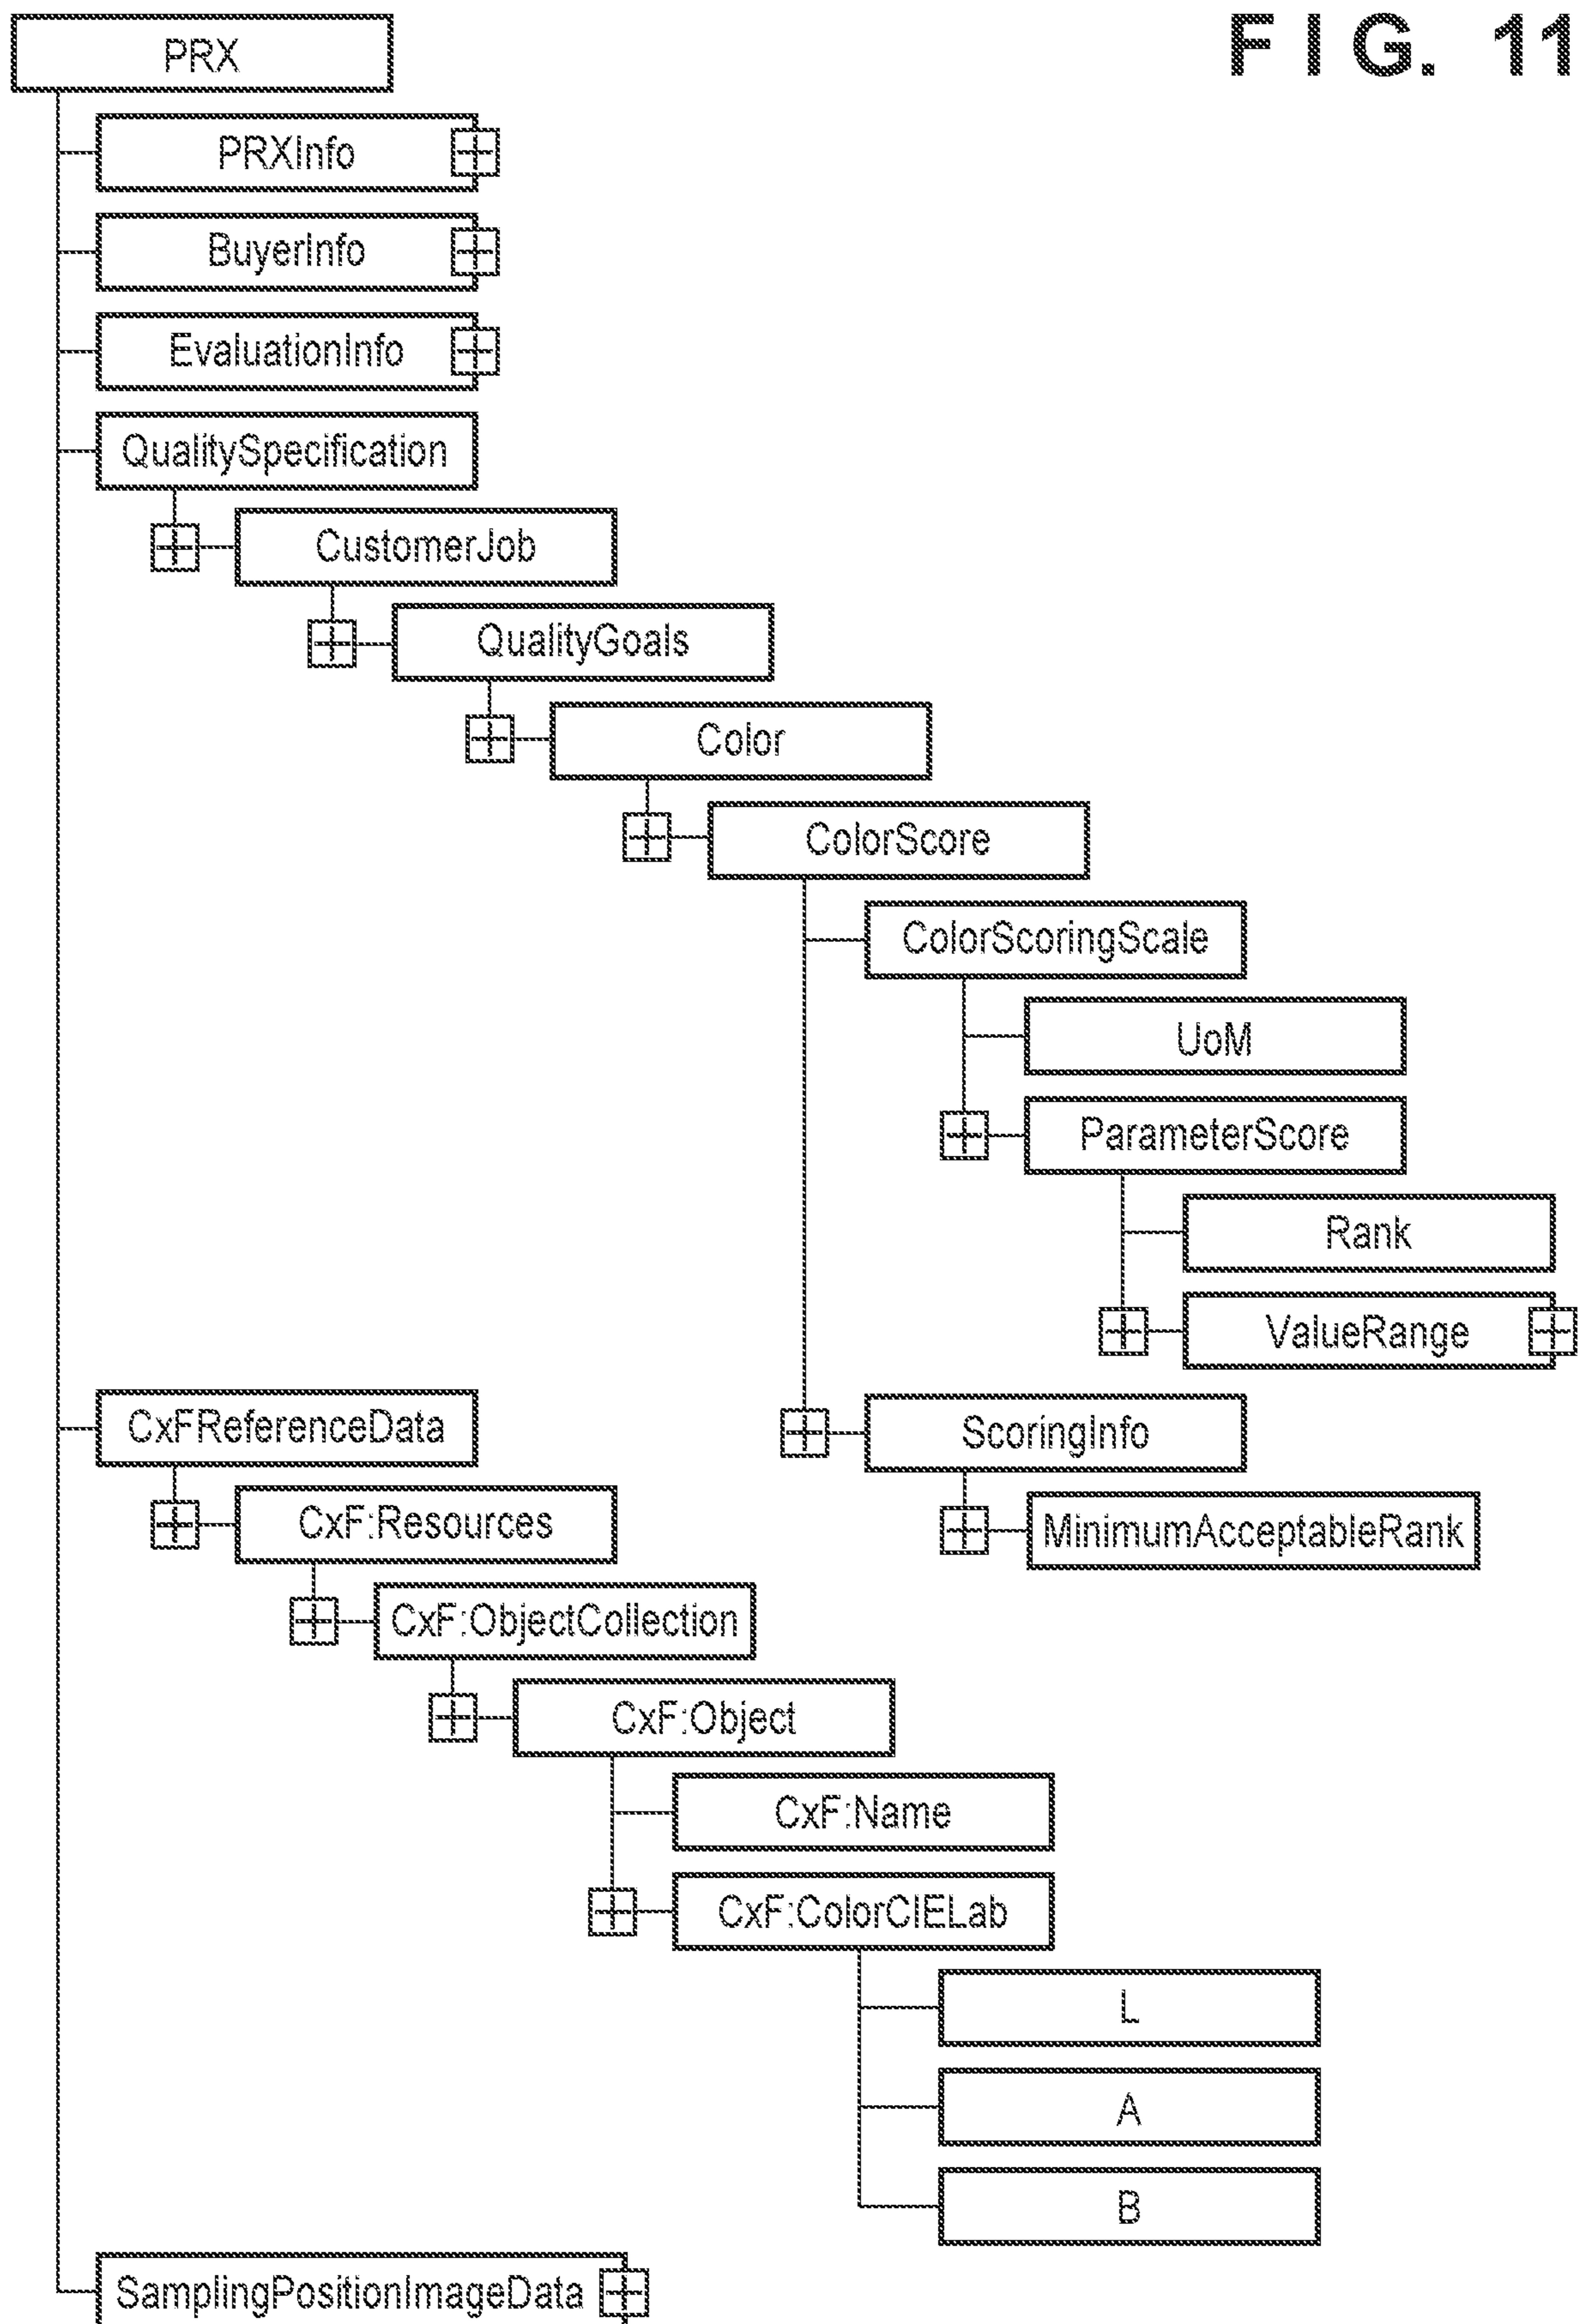 FIG. 11
PRX
PRXInfo
BuyerInfo
EvaluationInfo
QualitySpecification
CustomerJob
QualityGoals
Color
ColorScore
ColorScoringScale
UoM
ParameterScore
Rank
ValueRange
CxFReferenceData
ScoringInfo
CxF:Resources
MinimumAcceptableRank
CxF:ObjectCollection
CxF:Object
CxF:Name
CxF:ColorCIELab
L
A
B
SamplingPositionImageData